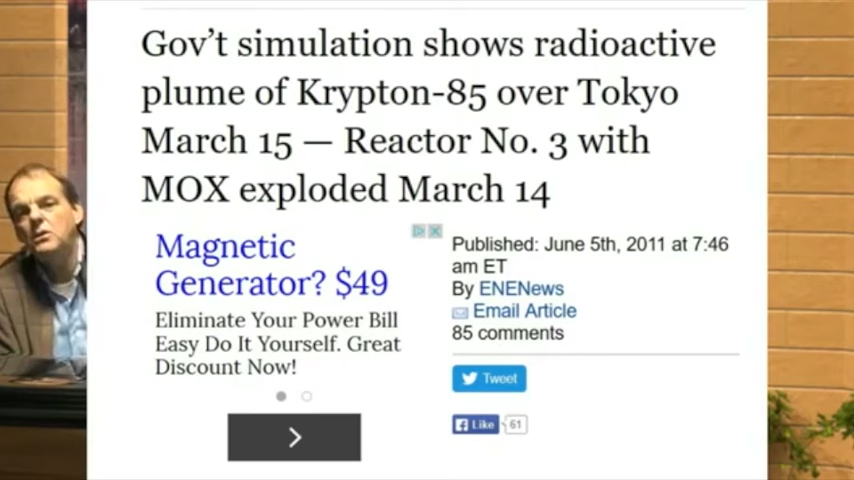 Gov't simulation shows radioactive
plume of Krypton-85 over Tokyo
March 15 — Reactor No. 3 with
MOX exploded March 14
Magnetic
Generator? $49
Eliminate Your Power Bill
Easy Do It Yourself. Great
Discount Now!
Published: June 5th, 2011 at 7:46
am ET
By ENENews
Email Article
85 comments
Tweet
Like 61